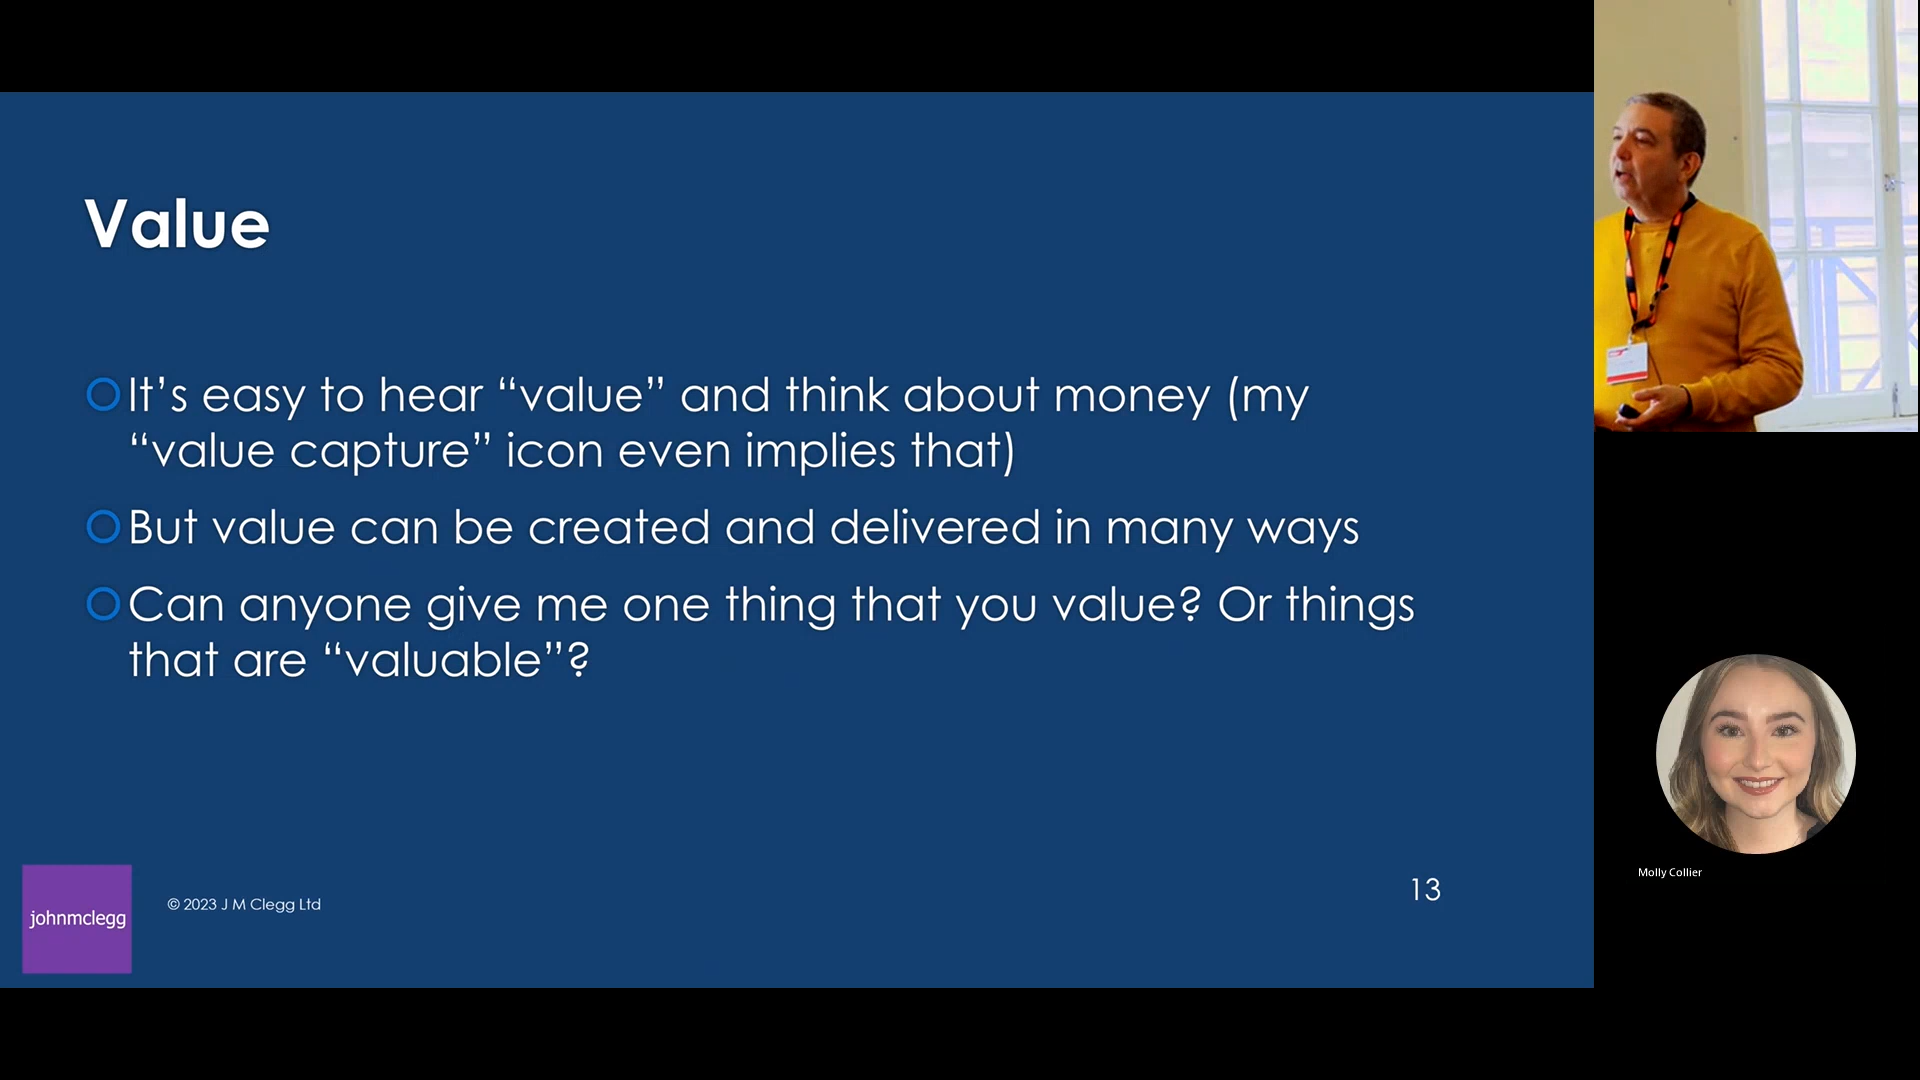 Value
It’s easy to hear “value” and think about money (my
“value capture” icon even implies that)
But value can be created and delivered in many ways
Can anyone give me one thing that you value? Or things
that are “valuable”?
johnmclegg
© 2023 J M Clegg Ltd
13
Molly Collier